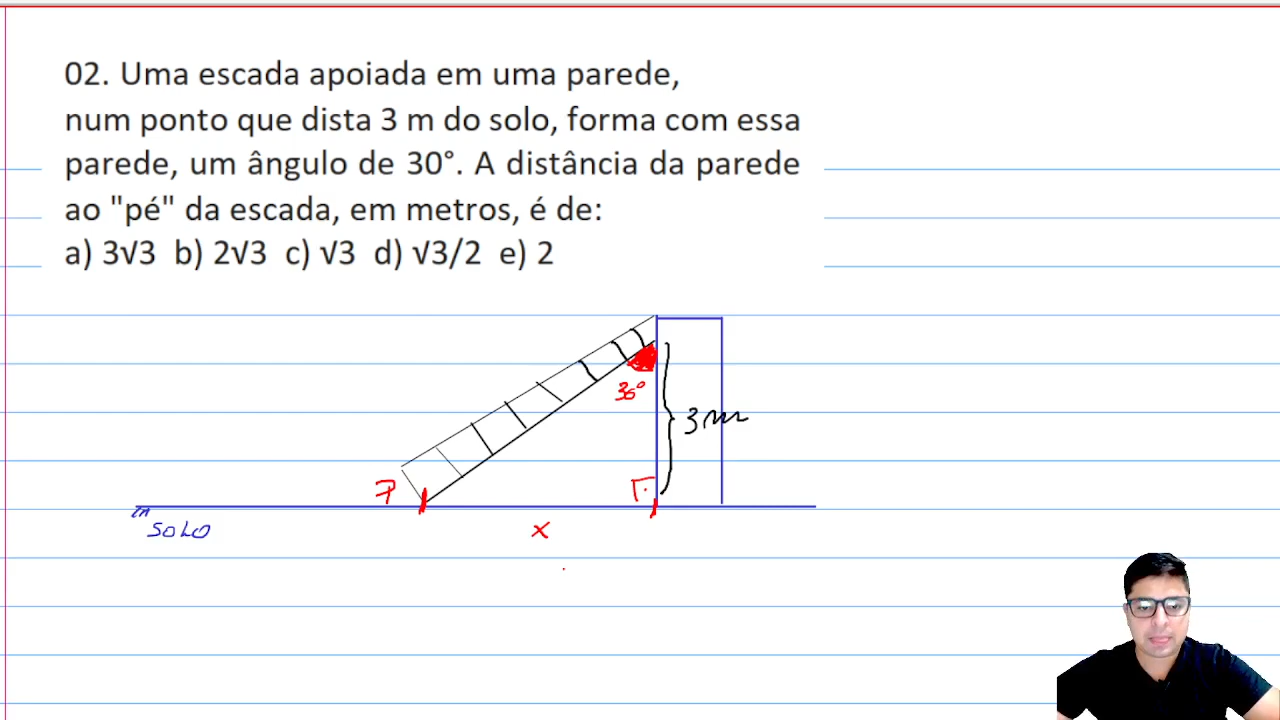 02. Uma escada apoiada em uma parede,
num ponto que dista 3 m do solo, forma com essa
parede, um ângulo de 30°. A distância da parede
ao "pé" da escada, em metros, é de:
a) 3√3 b) 2√3 c) √3 d) √3/2 e) 2
30°
3m
P
SOLO
x